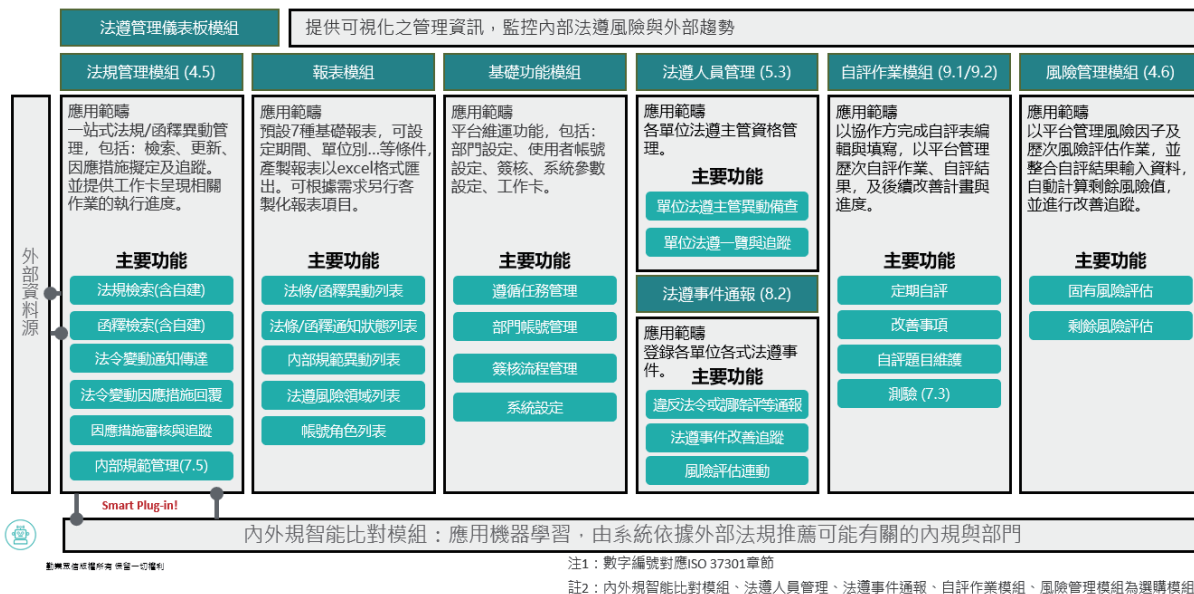 法遵管理儀表板模組
提供可視化之管理資訊，監控內部法遵風險與外部趨勢
外部資料源
法規管理模組 (4.5)
應用範疇
一站式法規/函釋異動管
理，包括：檢索、更新、
因應措施擬定及追蹤。
並提供工作卡呈現相關
作業的執行進度。
主要功能
法規檢索(含自建)
函釋檢索(含自建)
法令變動通知傳達
法令變動因應措施回覆
因應措施審核與追蹤
內部規範管理(7.5)
報表模組
應用範疇
預設7種基礎報表，可設
定期間、單位別...等條件,
產製報表以excel格式匯
出。可根據需求另行客
製化報表項目。
主要功能
法條/函釋異動列表
法條/函釋通知狀態列表
內部規範異動列表
法遵風險領域列表
帳號角色列表
基礎功能模組
應用範疇
平台維運功能，包括：
部門設定、使用者帳號
設定、簽核、系統參數
設定、工作卡。
主要功能
遵循任務管理
部門帳號管理
簽核流程管理
系統設定
法遵人員管理 (5.3)
應用範疇
各單位法遵主管資格管
理。
主要功能
單位法遵主管異動備查
單位法遵一覽與追蹤
法遵事件通報 (8.2)
應用範疇
登錄各單位各式法遵事
件。
主要功能
違反法令或調降評等通報
法遵事件改善追蹤
風險評估連動
自評作業模組 (9.1/9.2)
應用範疇
以協作方完成自評表編
輯與填寫，以平台管理
歷次自評作業、自評結
果，及後續改善計畫與
進度。
主要功能
定期自評
改善事項
自評題目維護
測驗 (7.3)
風險管理模組 (4.6)
應用範疇
以平台管理風險因子及
歷次風險評估作業，並
整合自評結果輸入資料，
自動計算剩餘風險值，
並進行改善追蹤。
主要功能
固有風險評估
剩餘風險評估
Smart Plug-in!
內外規智能比對模組：應用機器學習，由系統依據外部法規推薦可能有關的內規與部門
勤業眾信版權所有 保留一切權利
注1：數字編號對應ISO 37301章節
註2：內外規智能比對模組、法遵人員管理、法遵事件通報、自評作業模組、風險管理模組為選購模組